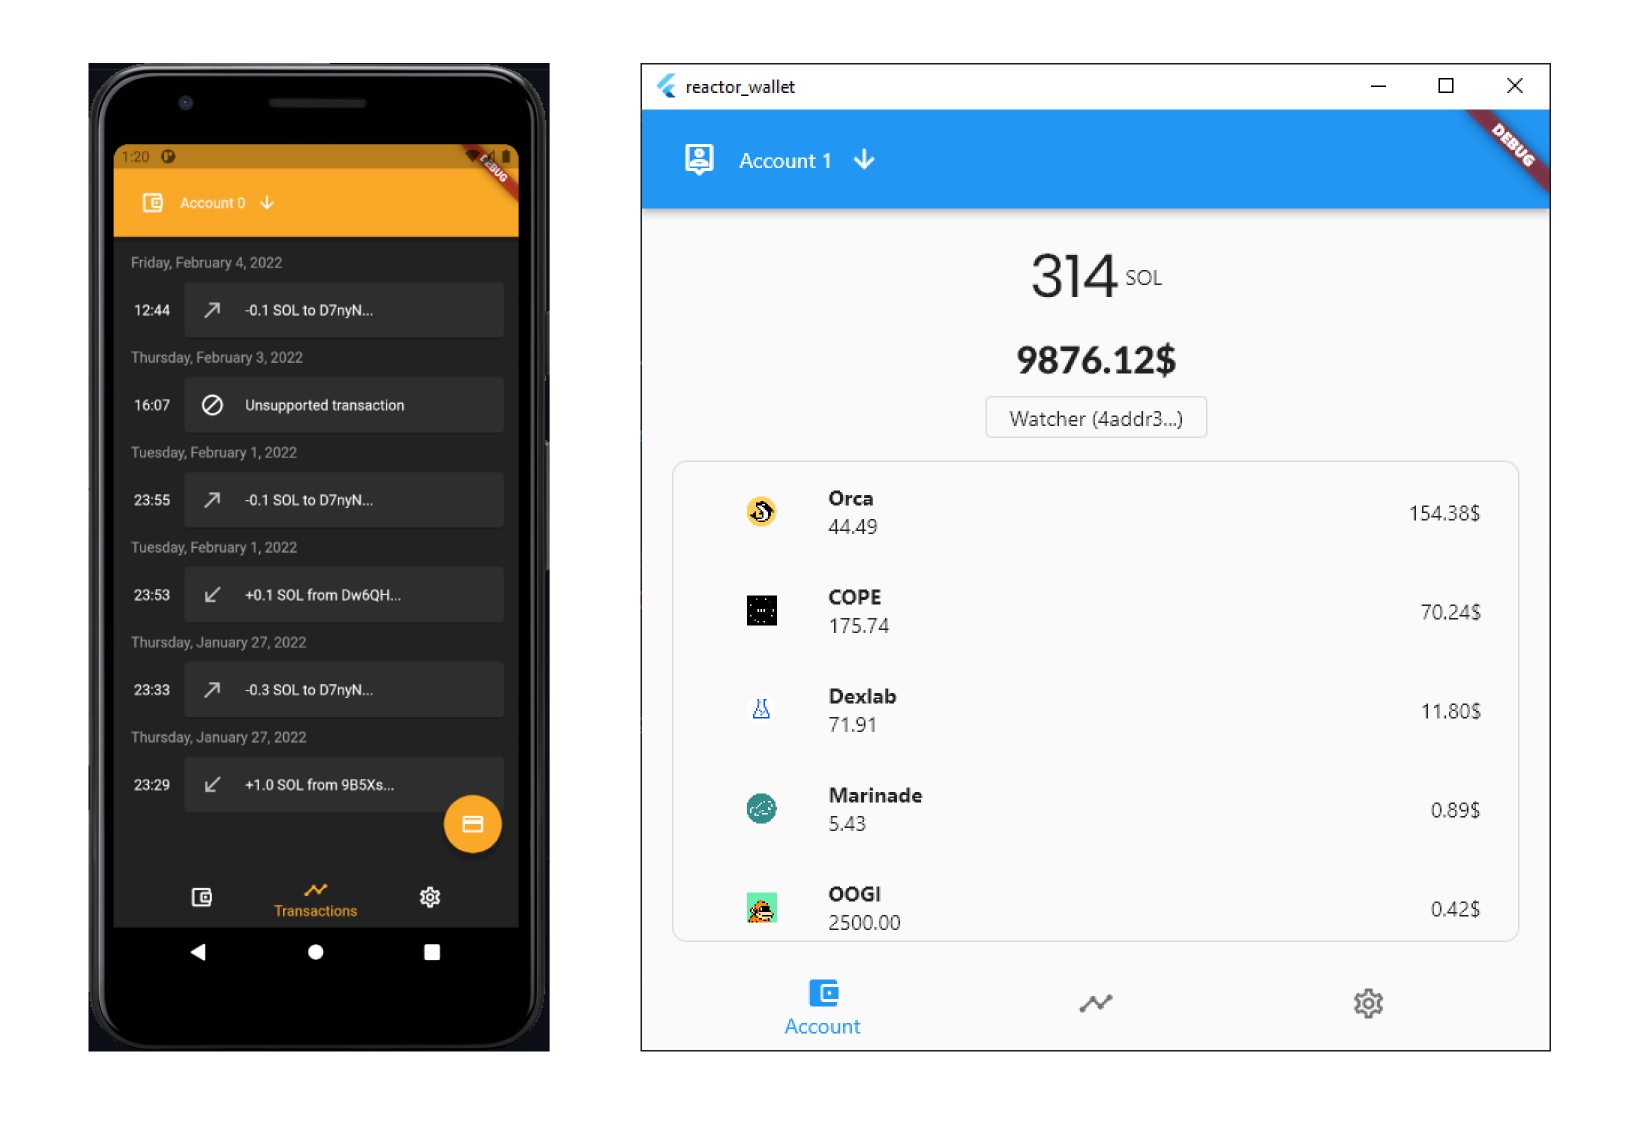 1:20
DEBUG
Account 0
Friday, February 4, 2022
12:44 -0.1 SOL to D7nyN...
Thursday, February 3, 2022
16:07 Unsupported transaction
Tuesday, February 1, 2022
23:55 -0.1 SOL to D7nyN...
Tuesday, February 1, 2022
23:53 +0.1 SOL from Dw6QH...
Thursday, January 27, 2022
23:33 -0.3 SOL to D7nyN...
Thursday, January 27, 2022
23:29 +1.0 SOL from 9B5Xs...
Transactions
reactor_wallet
DEBUG
Account 1
314 SOL
9876.12$
Watcher (4addr3...)
Orca
44.49
154.38$
COPE
175.74
70.24$
Dexlab
71.91
11.80$
Marinade
5.43
0.89$
OOGI
2500.00
0.42$
Account